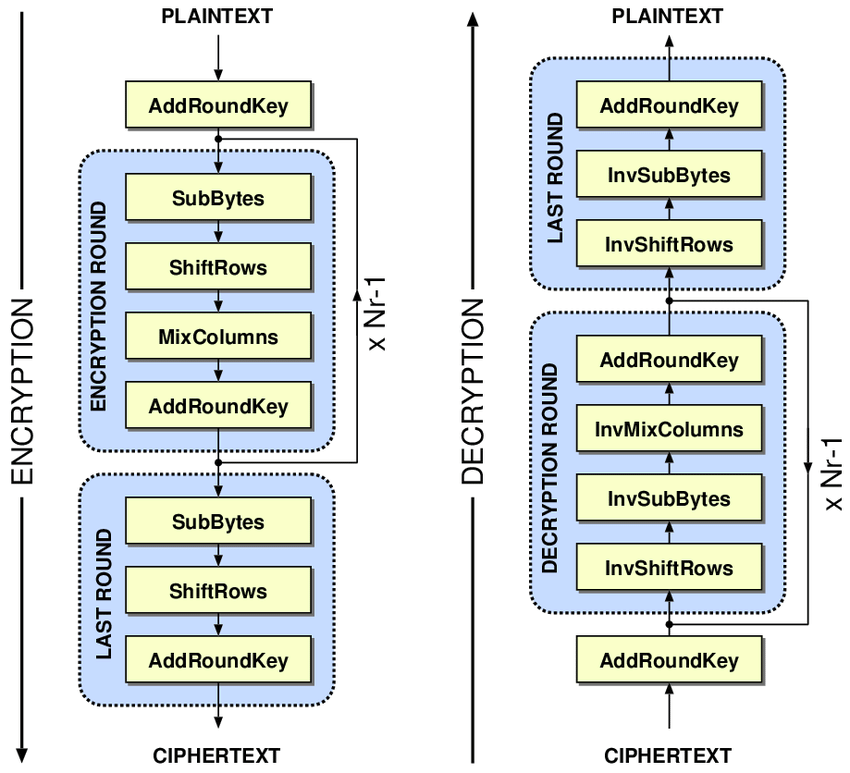 PLAINTEXT
AddRoundKey
ENCRYPTION ROUND
SubBytes
ShiftRows
MixColumns
AddRoundKey
x Nr-1
ENCRYPTION
LAST ROUND
SubBytes
ShiftRows
AddRoundKey
CIPHERTEXT
PLAINTEXT
LAST ROUND
AddRoundKey
InvSubBytes
InvShiftRows
DECRYPTION
DECRYPTION ROUND
AddRoundKey
InvMixColumns
InvSubBytes
InvShiftRows
x Nr-1
AddRoundKey
CIPHERTEXT